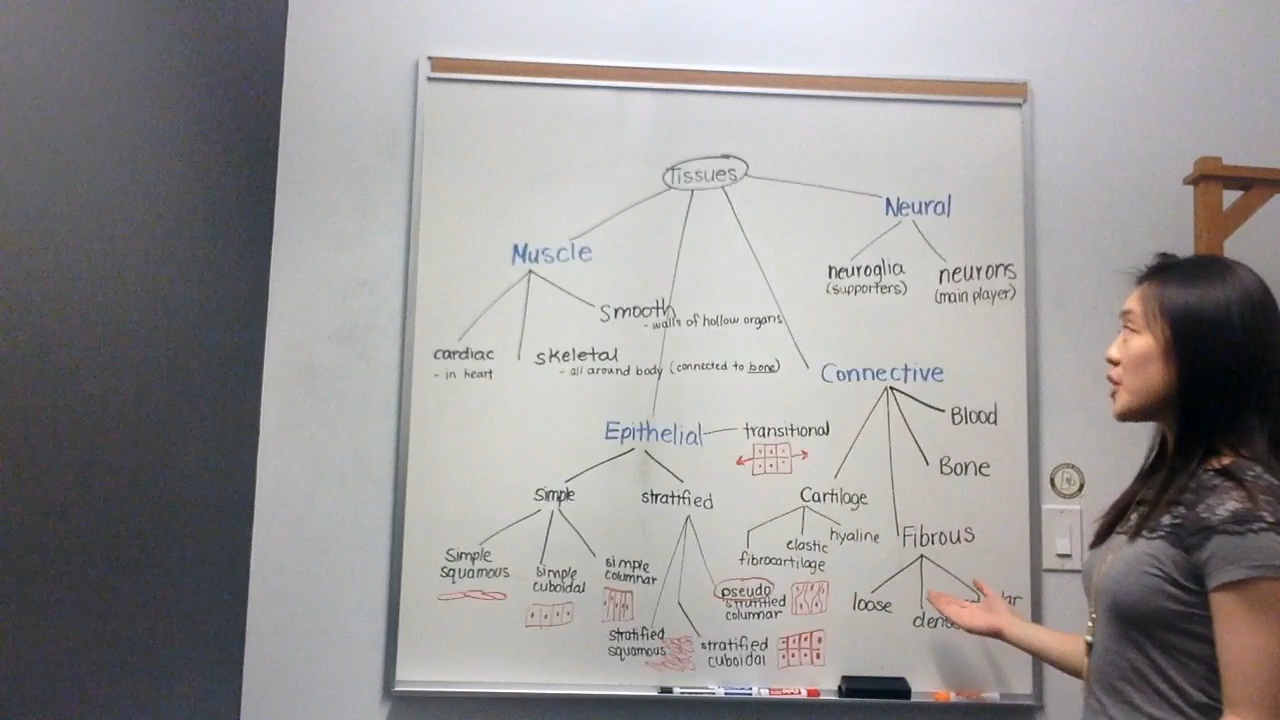 Tissues
Neural
neuroglia
(supporters)
neurons
(main player)
Muscle
smooth
- walls of hollow organs
cardiac
- in heart
skeletal
- all around body (connected to bone)
Connective
Blood
Bone
Cartilage
fibrocartilage
elastic
hyaline
Fibrous
loose
Epithelial
transitional
simple
stratified
Simple
squamous
simple
cuboidal
simple
columnar
stratified
squamous
stratified
cuboidal
pseudo
stratified
columnar